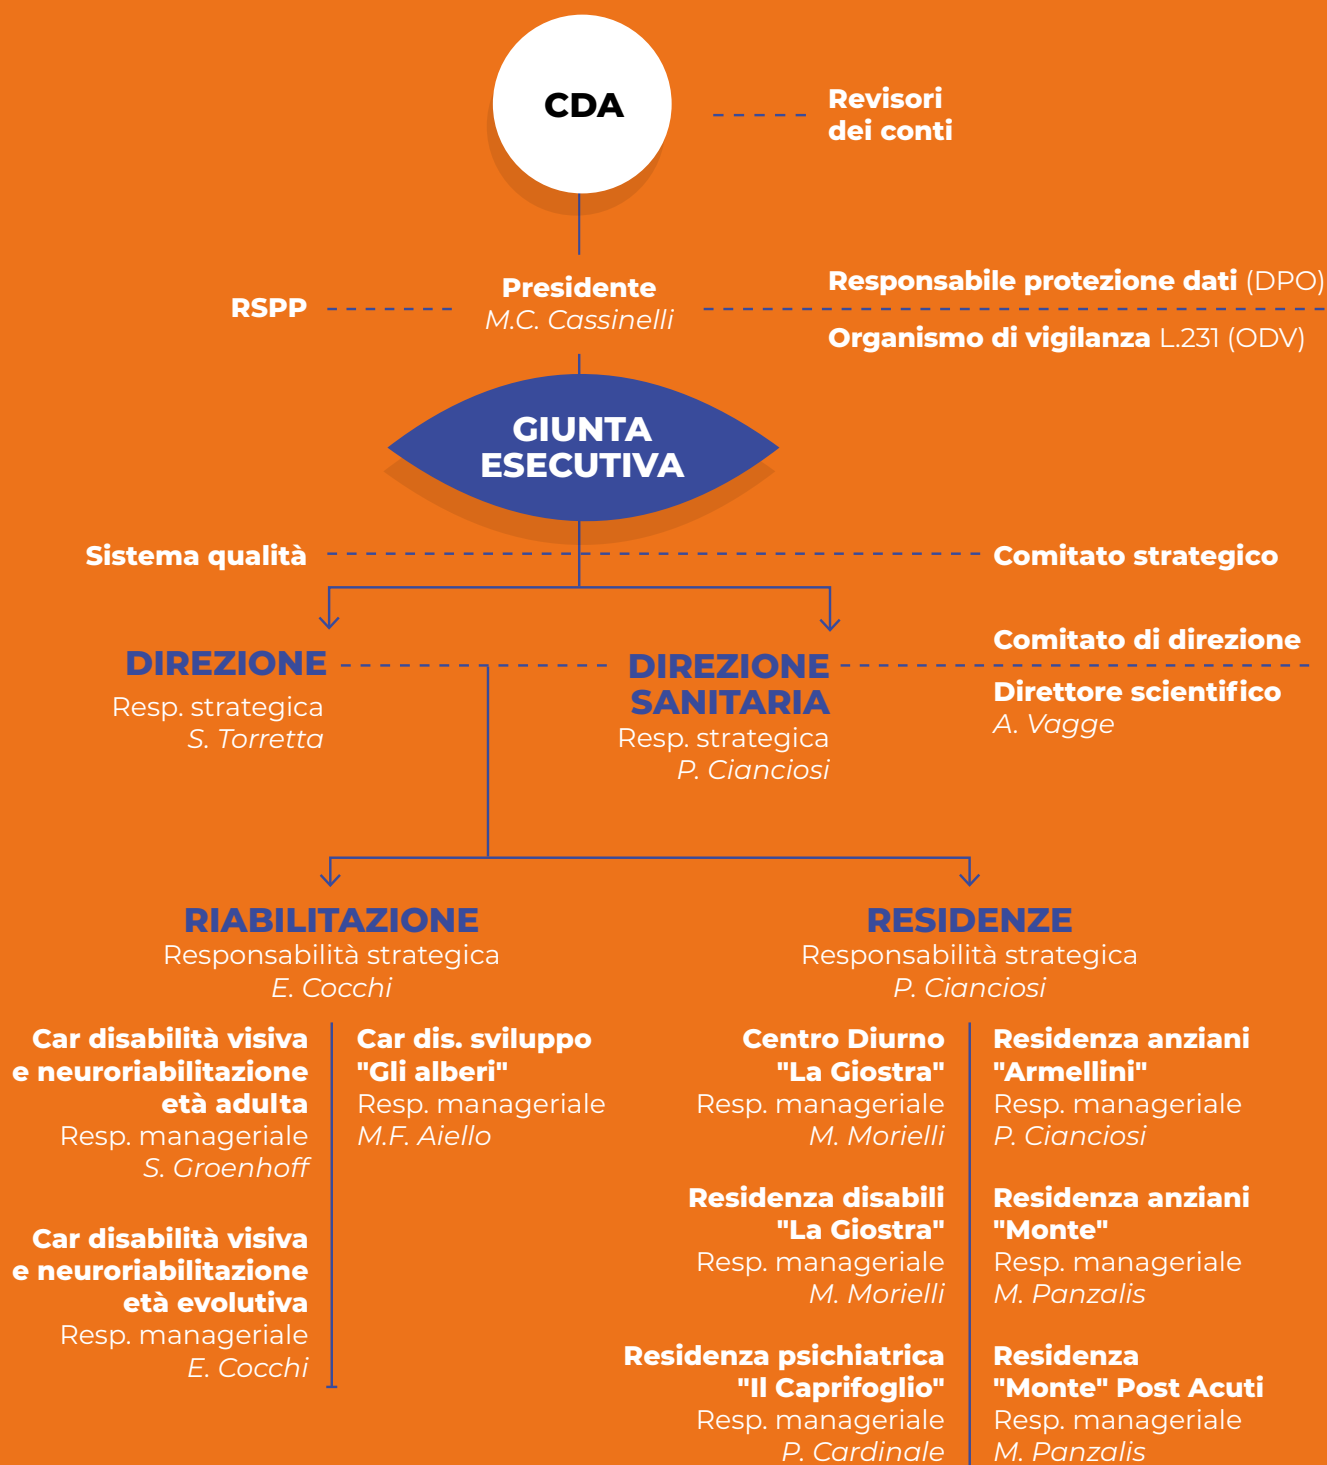 CDA
Revisori
dei conti
RSPP
Presidente
M.C. Cassinelli
Responsabile protezione dati (DPO)
Organismo di vigilanza L.231 (ODV)
GIUNTA
ESECUTIVA
Sistema qualità
Comitato strategico
DIREZIONE
Resp. strategica
S. Torretta
DIREZIONE
SANITARIA
Resp. strategica
P. Cianciosi
Comitato di direzione
Direttore scientifico
A. Vagge
RIABILITAZIONE
Responsabilità strategica
E. Cocchi
Car disabilità visiva
e neuroriabilitazione
età adulta
Resp. manageriale
S. Groenhoff
Car disabilità visiva
e neuroriabilitazione
età evolutiva
Resp. manageriale
E. Cocchi
Car dis. sviluppo
"Gli alberi"
Resp. manageriale
M.F. Aiello
RESIDENZE
Responsabilità strategica
P. Cianciosi
Centro Diurno
"La Giostra"
Resp. manageriale
M. Morielli
Residenza disabili
"La Giostra"
Resp. manageriale
M. Morielli
Residenza psichiatrica
"Il Caprifoglio"
Resp. manageriale
P. Cardinale
Residenza anziani
"Armellini"
Resp. manageriale
P. Cianciosi
Residenza anziani
"Monte"
Resp. manageriale
M. Panzalis
Residenza
"Monte" Post Acuti
Resp. manageriale
M. Panzalis